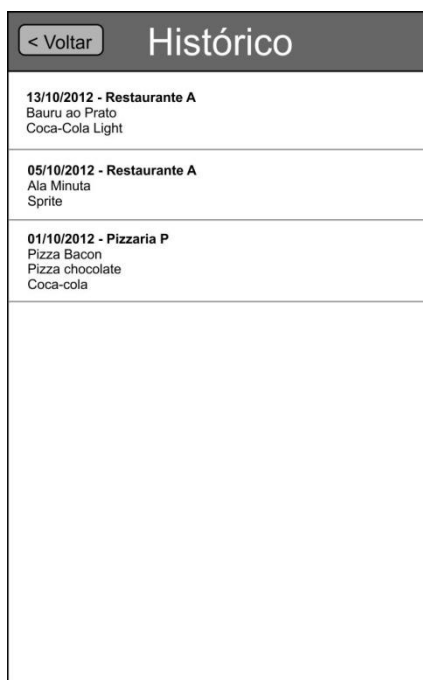 < Voltar
Histórico
13/10/2012 - Restaurante A
Bauru ao Prato
Coca-Cola Light
05/10/2012 - Restaurante A
Ala Minuta
Sprite
01/10/2012 - Pizzaria P
Pizza Bacon
Pizza chocolate
Coca-cola